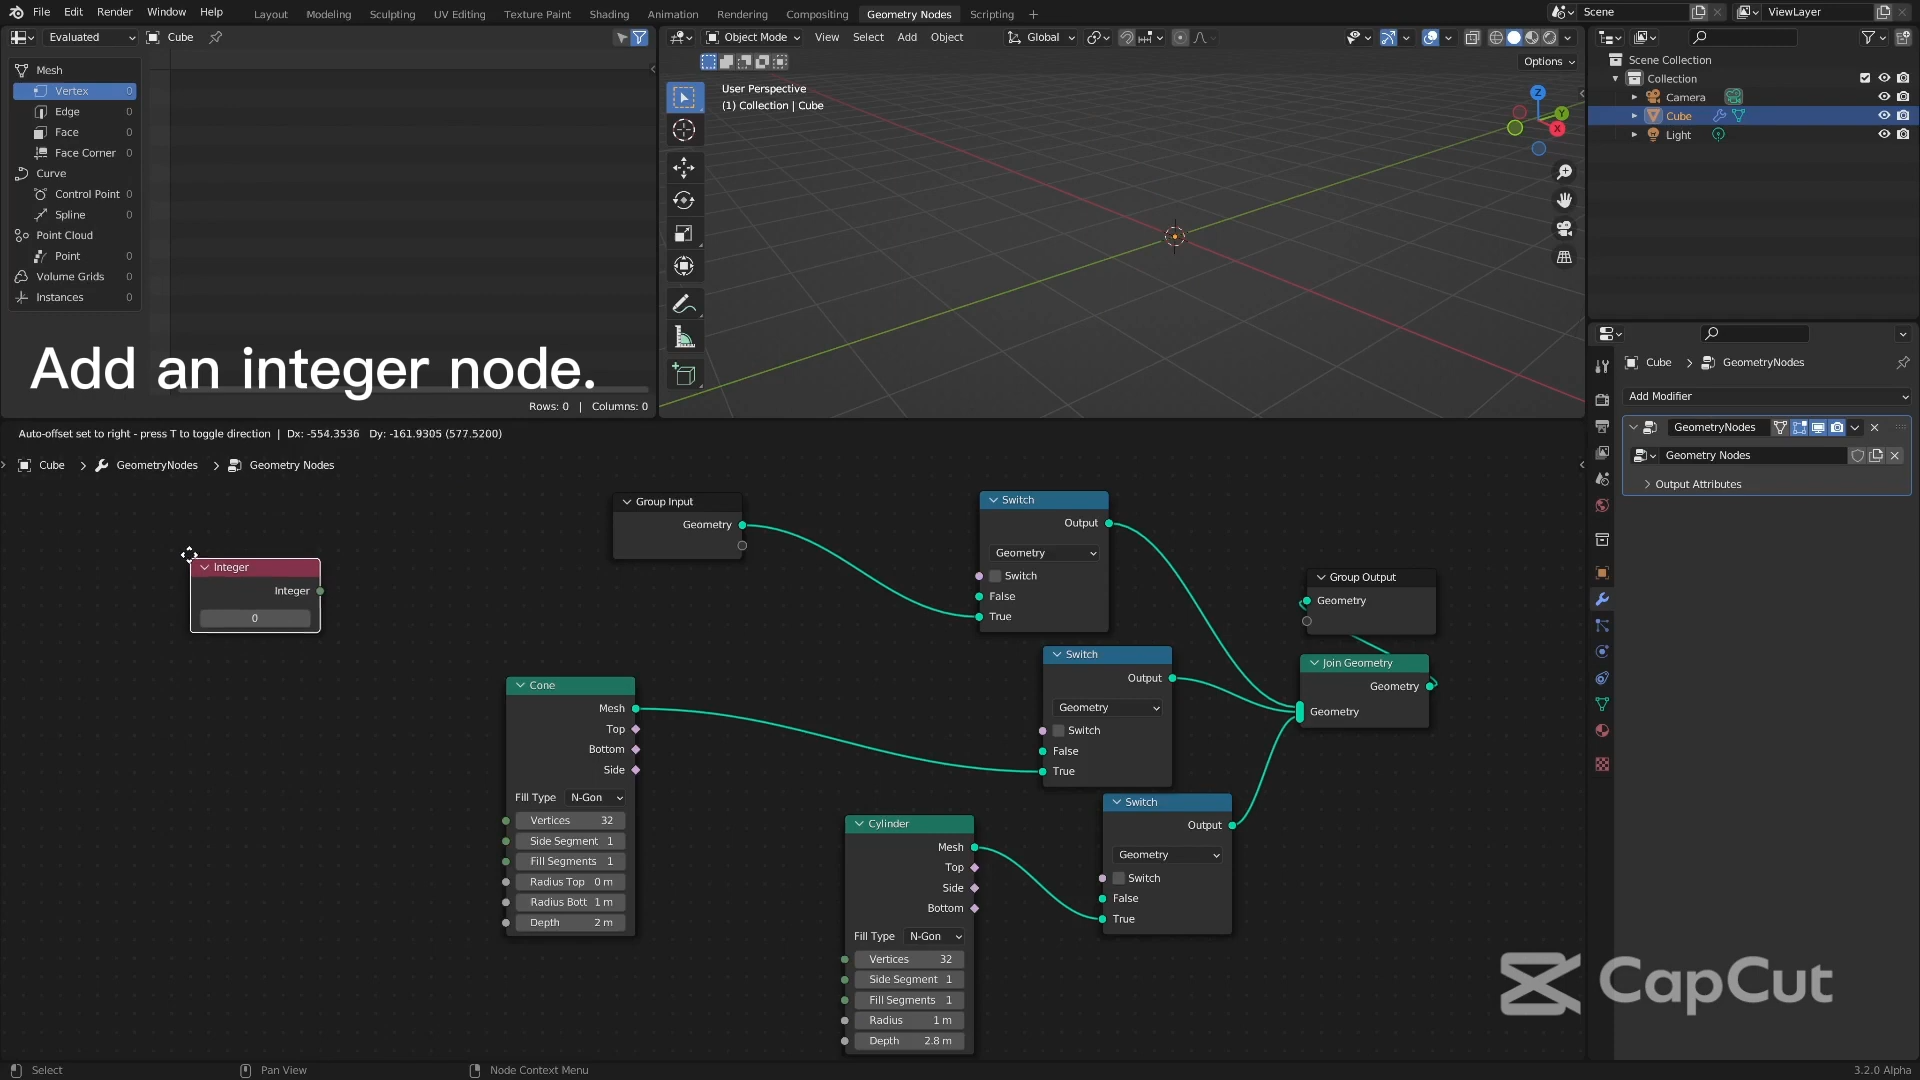 File Edit Render Window Help Layout Modeling Sculpting UV Editing Texture Paint Shading Animation Rendering Compositing Geometry Nodes Scripting + Scene ViewLayer
Evaluated Cube
Mesh
Vertex 0
Edge 0
Face 0
Face Corner 0
Curve
Control Point 0
Spline 0
Point Cloud
Point 0
Volume Grids 0
Instances 0
Add an integer node.
Rows: 0 | Columns: 0
Object Mode View Select Add Object Global
Options
User Perspective
(1) Collection | Cube
Z
Y
X
Scene Collection
Collection
Camera
Cube
Light
Cube > GeometryNodes
Add Modifier
GeometryNodes
Geometry Nodes
Output Attributes
Auto-offset set to right - press T to toggle direction | Dx: -554.3536 Dy: -161.9305 (577.5200)
Cube > GeometryNodes > Geometry Nodes
Integer
Integer
0
Group Input
Geometry
Cone
Mesh
Top
Bottom
Side
Fill Type N-Gon
Vertices 32
Side Segment 1
Fill Segments 1
Radius Top 0 m
Radius Bott 1 m
Depth 2 m
Cylinder
Mesh
Top
Side
Bottom
Fill Type N-Gon
Vertices 32
Side Segment 1
Fill Segments 1
Radius 1 m
Depth 2.8 m
Switch
Output
Geometry
Switch
False
True
Switch
Output
Geometry
Switch
False
True
Switch
Output
Geometry
Switch
False
True
Group Output
Geometry
Join Geometry
Geometry
Geometry
CapCut
Select Pan View Node Context Menu 3.2.0 Alpha